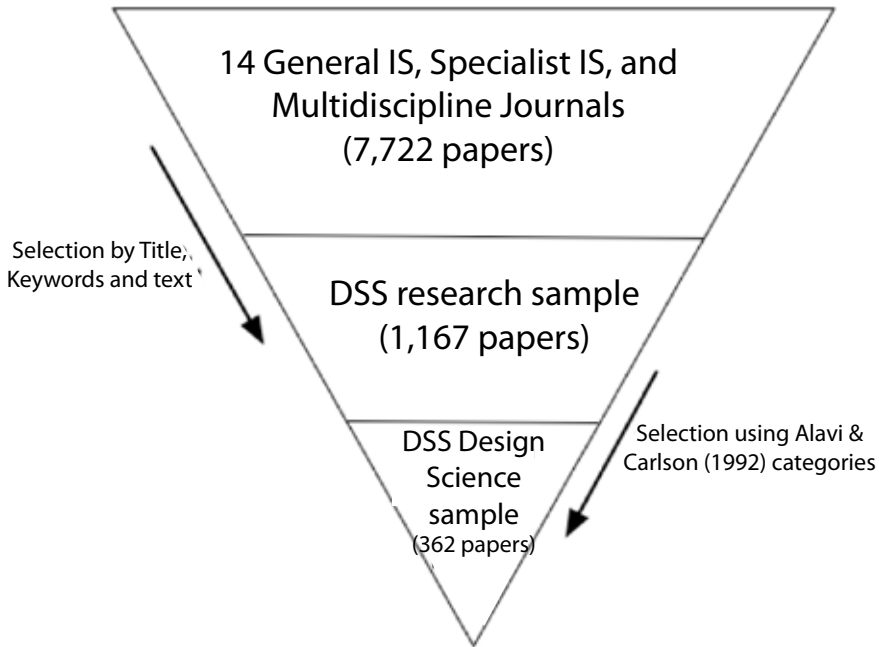 14 General IS, Specialist IS, and
Multidiscipline Journals
(7,722 papers)
Selection by Title,
Keywords and text
DSS research sample
(1,167 papers)
Selection using Alavi &
Carlson (1992) categories
DSS Design
Science
sample
(362 papers)